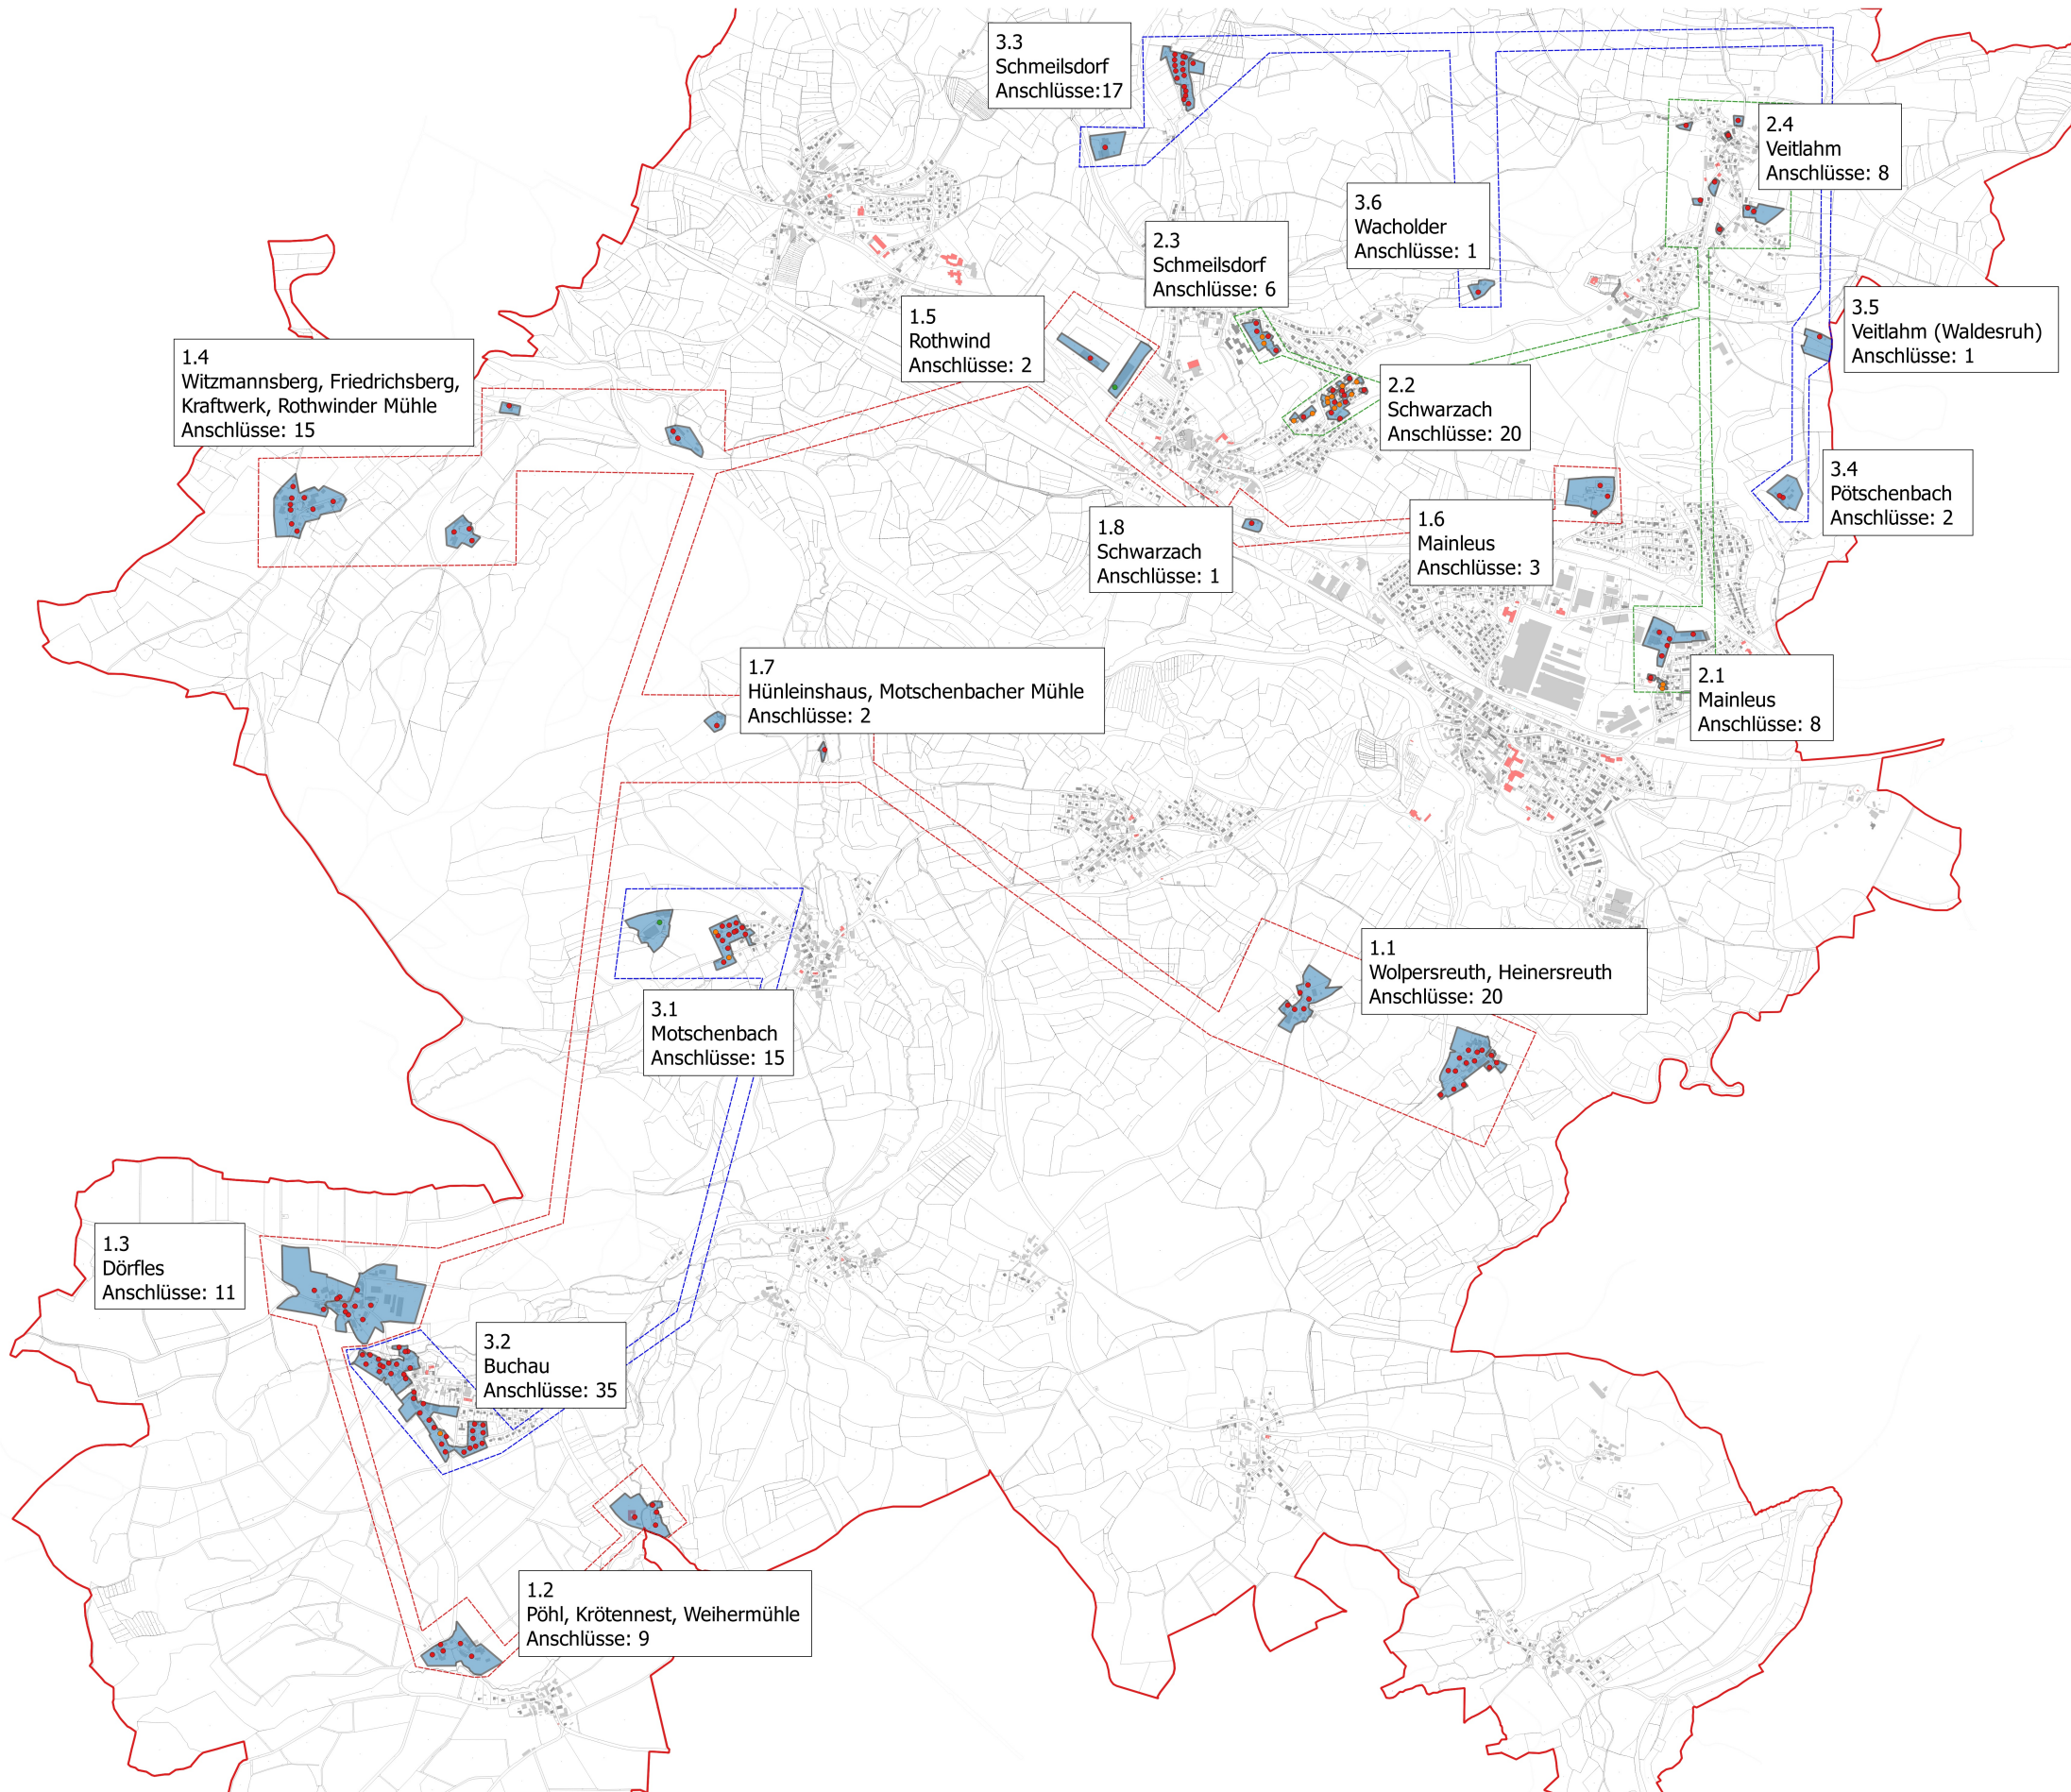 3.3
Schmeilsdorf
Anschlüsse:17
2.4
Veitlahm
Anschlüsse: 8
3.6
Wacholder
Anschlüsse: 1
2.3
Schmeilsdorf
Anschlüsse: 6
1.5
Rothwind
Anschlüsse: 2
3.5
Veitlahm (Waldesruh)
Anschlüsse: 1
1.4
Witzmannsberg, Friedrichsberg,
Kraftwerk, Rothwinder Mühle
Anschlüsse: 15
2.2
Schwarzach
Anschlüsse: 20
3.4
Pötschenbach
Anschlüsse: 2
1.8
Schwarzach
Anschlüsse: 1
1.6
Mainleus
Anschlüsse: 3
1.7
Hünleinshaus, Motschenbacher Mühle
Anschlüsse: 2
2.1
Mainleus
Anschlüsse: 8
1.1
Wolpersreuth, Heinersreuth
Anschlüsse: 20
3.1
Motschenbach
Anschlüsse: 15
1.3
Dörfles
Anschlüsse: 11
3.2
Buchau
Anschlüsse: 35
1.2
Pöhl, Krötennest, Weihermühle
Anschlüsse: 9